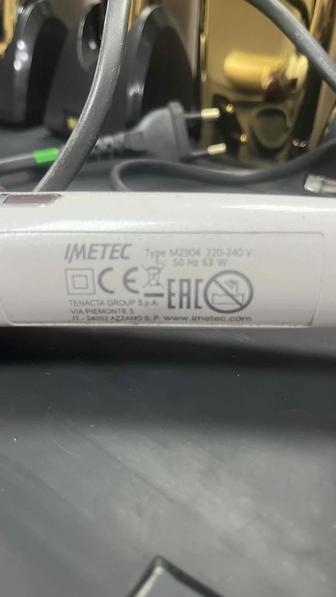 IMETEC Type M2904 220-240 V
50 Hz 63 W
CE EAC
TENACTA GROUP S.p.A.
VIA PIEMONTE 5
IT - 24052 AZZANO S. P. www.imetec.com